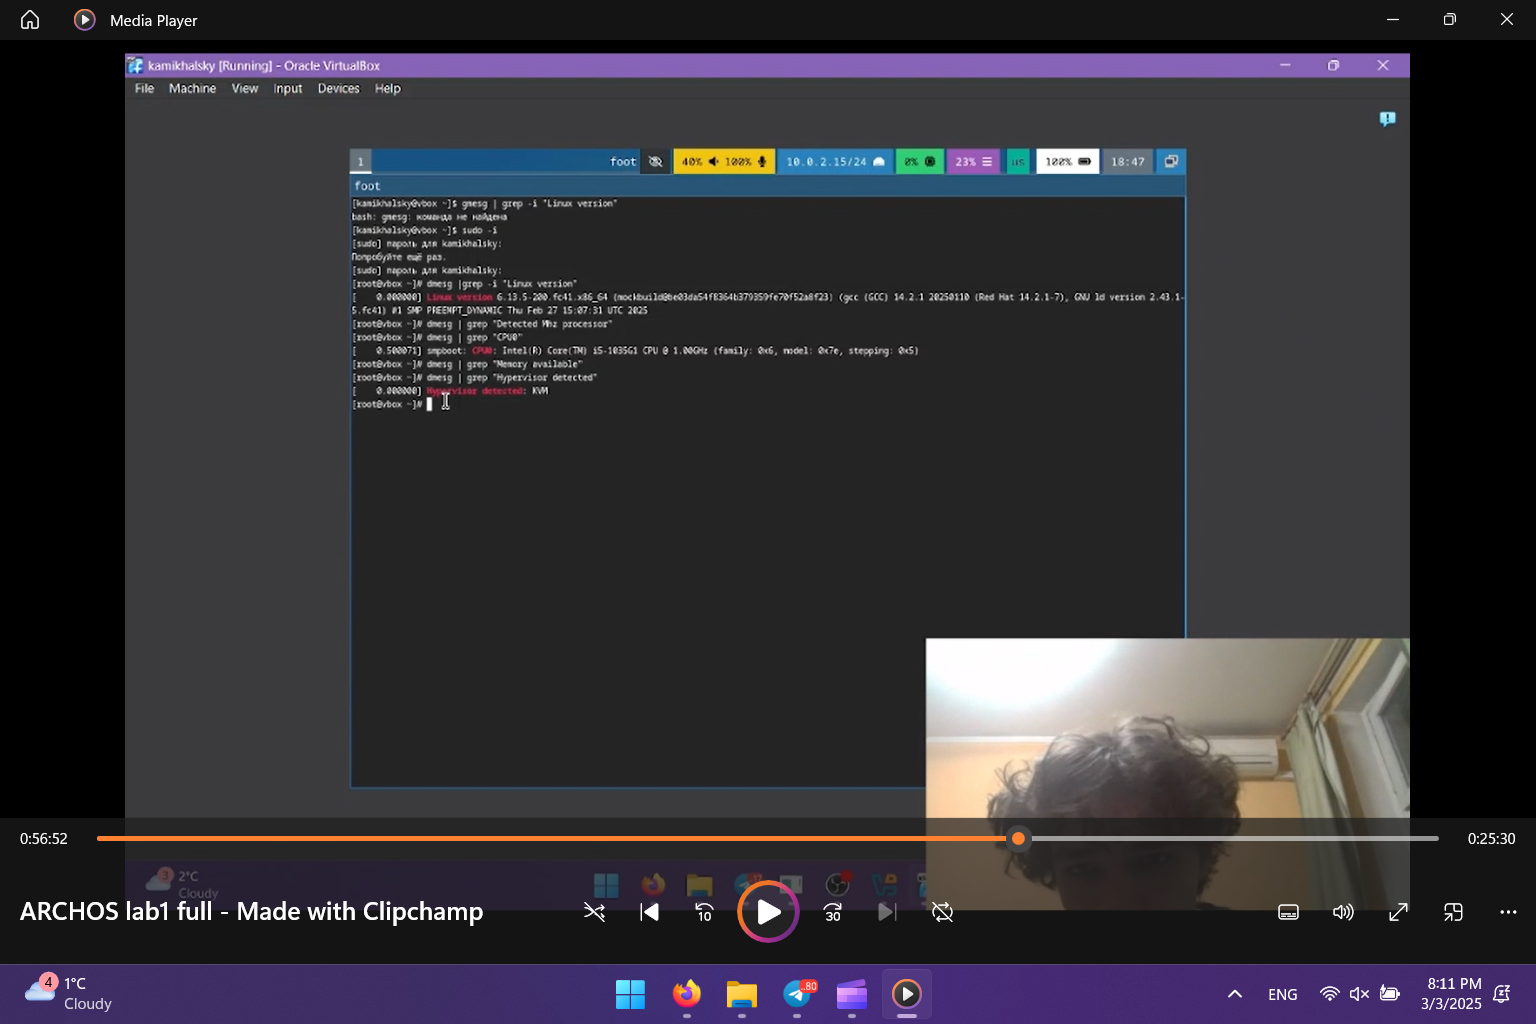 Media Player
kamikhalsky [Running] - Oracle VirtualBox
File Machine View Input Devices Help
1 foot 40% 100% 10.0.2.15/24 0% 23% us 100% 18:47
foot
[kamikhalsky@vbox ~]$ gmesg | grep -i "Linux version"
bash: gmesg: команда не найдена
[kamikhalsky@vbox ~]$ sudo -i
[sudo] пароль для kamikhalsky:
Попробуйте ещё раз.
[sudo] пароль для kamikhalsky:
[root@vbox ~]# dmesg |grep -i "Linux version"
[ 0.000000] Linux version 6.13.5-200.fc41.x86_64 (mockbuild@be03da54f8364b379359fe70f52a8f23) (gcc (GCC) 14.2.1 20250110 (Red Hat 14.2.1-7), GNU ld version 2.43.1-
5.fc41) #1 SMP PREEMPT_DYNAMIC Thu Feb 27 15:07:31 UTC 2025
[root@vbox ~]# dmesg | grep "Detected Mhz processor"
[root@vbox ~]# dmesg | grep "CPU0"
[ 0.500071] smpboot: CPU0: Intel(R) Core(TM) i5-1035G1 CPU @ 1.00GHz (family: 0x6, model: 0x7e, stepping: 0x5)
[root@vbox ~]# dmesg | grep "Memory available"
[root@vbox ~]# dmesg | grep "Hypervisor detected"
[ 0.000000] Hypervisor detected: KVM
[root@vbox ~]#
0:56:52 0:25:30
3 2°C
Cloudy
ARCHOS lab1 full - Made with Clipchamp
10 30
4 1°C
Cloudy
..80
ENG
8:11 PM
3/3/2025